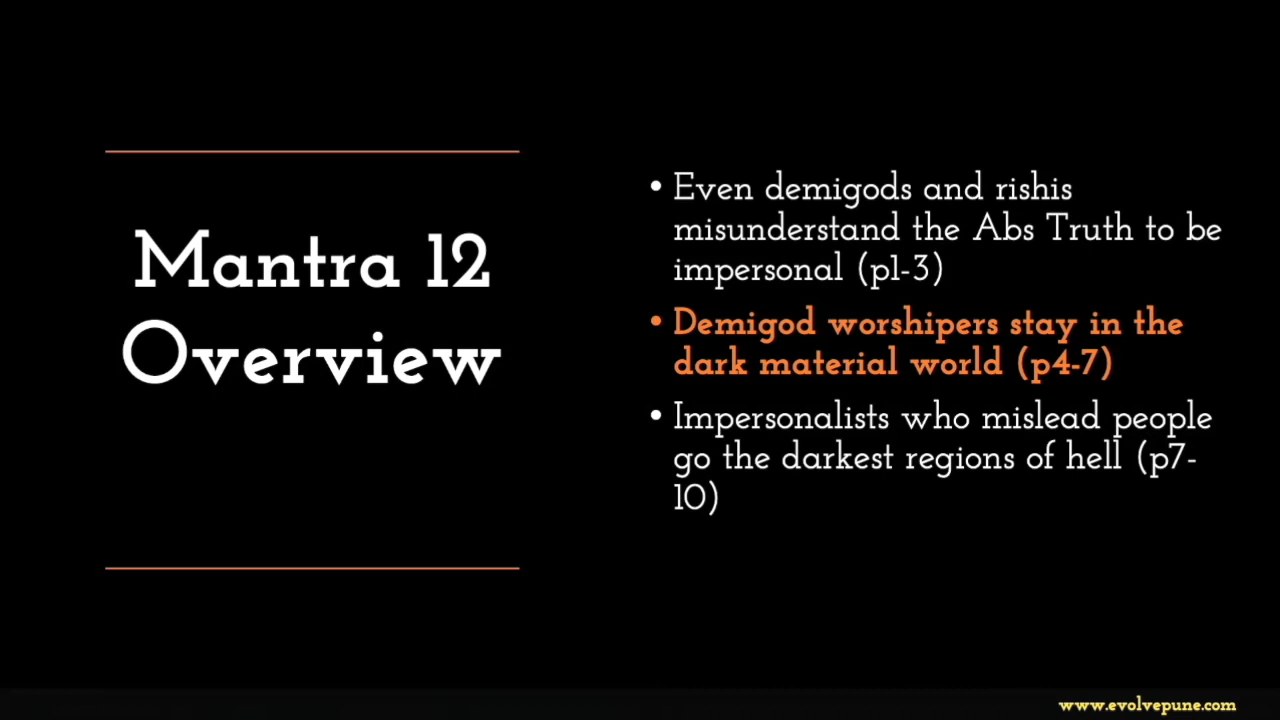 Mantra 12
Overview
• Even demigods and rishis
misunderstand the Abs Truth to be
impersonal (p1-3)
• Demigod worshipers stay in the
dark material world (p4-7)
• Impersonalists who mislead people
go the darkest regions of hell (p7-
10)
www.evolvepune.com